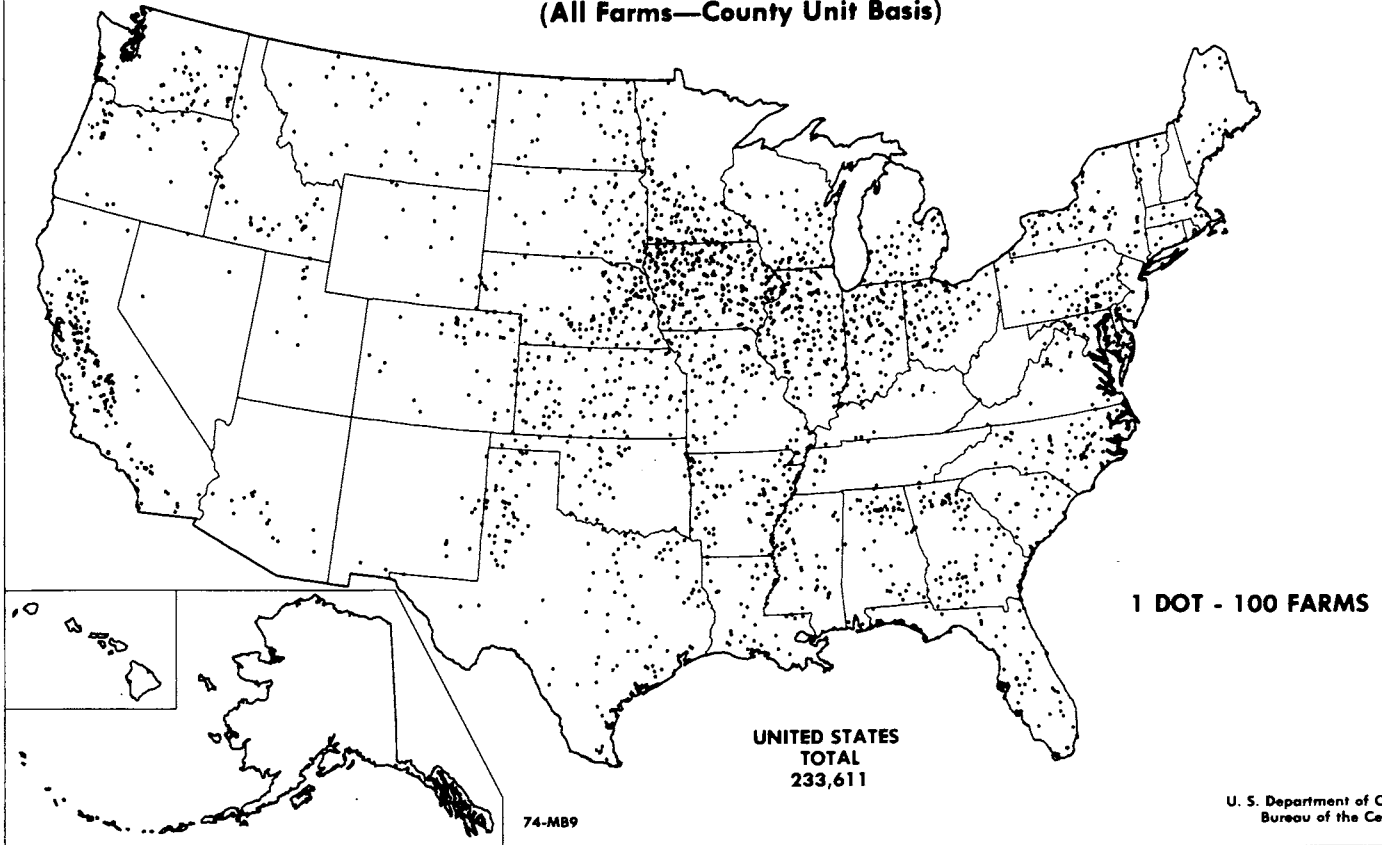 (All Farms—County Unit Basis)
1 DOT - 100 FARMS
UNITED STATES
TOTAL
233,611
74-MB9
U. S. Department of
Bureau of the